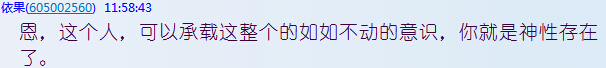 依果(605002560) 11:58:43
恩，这个人，可以承载这整个的如如不动的意识，你就是神性存在
了。